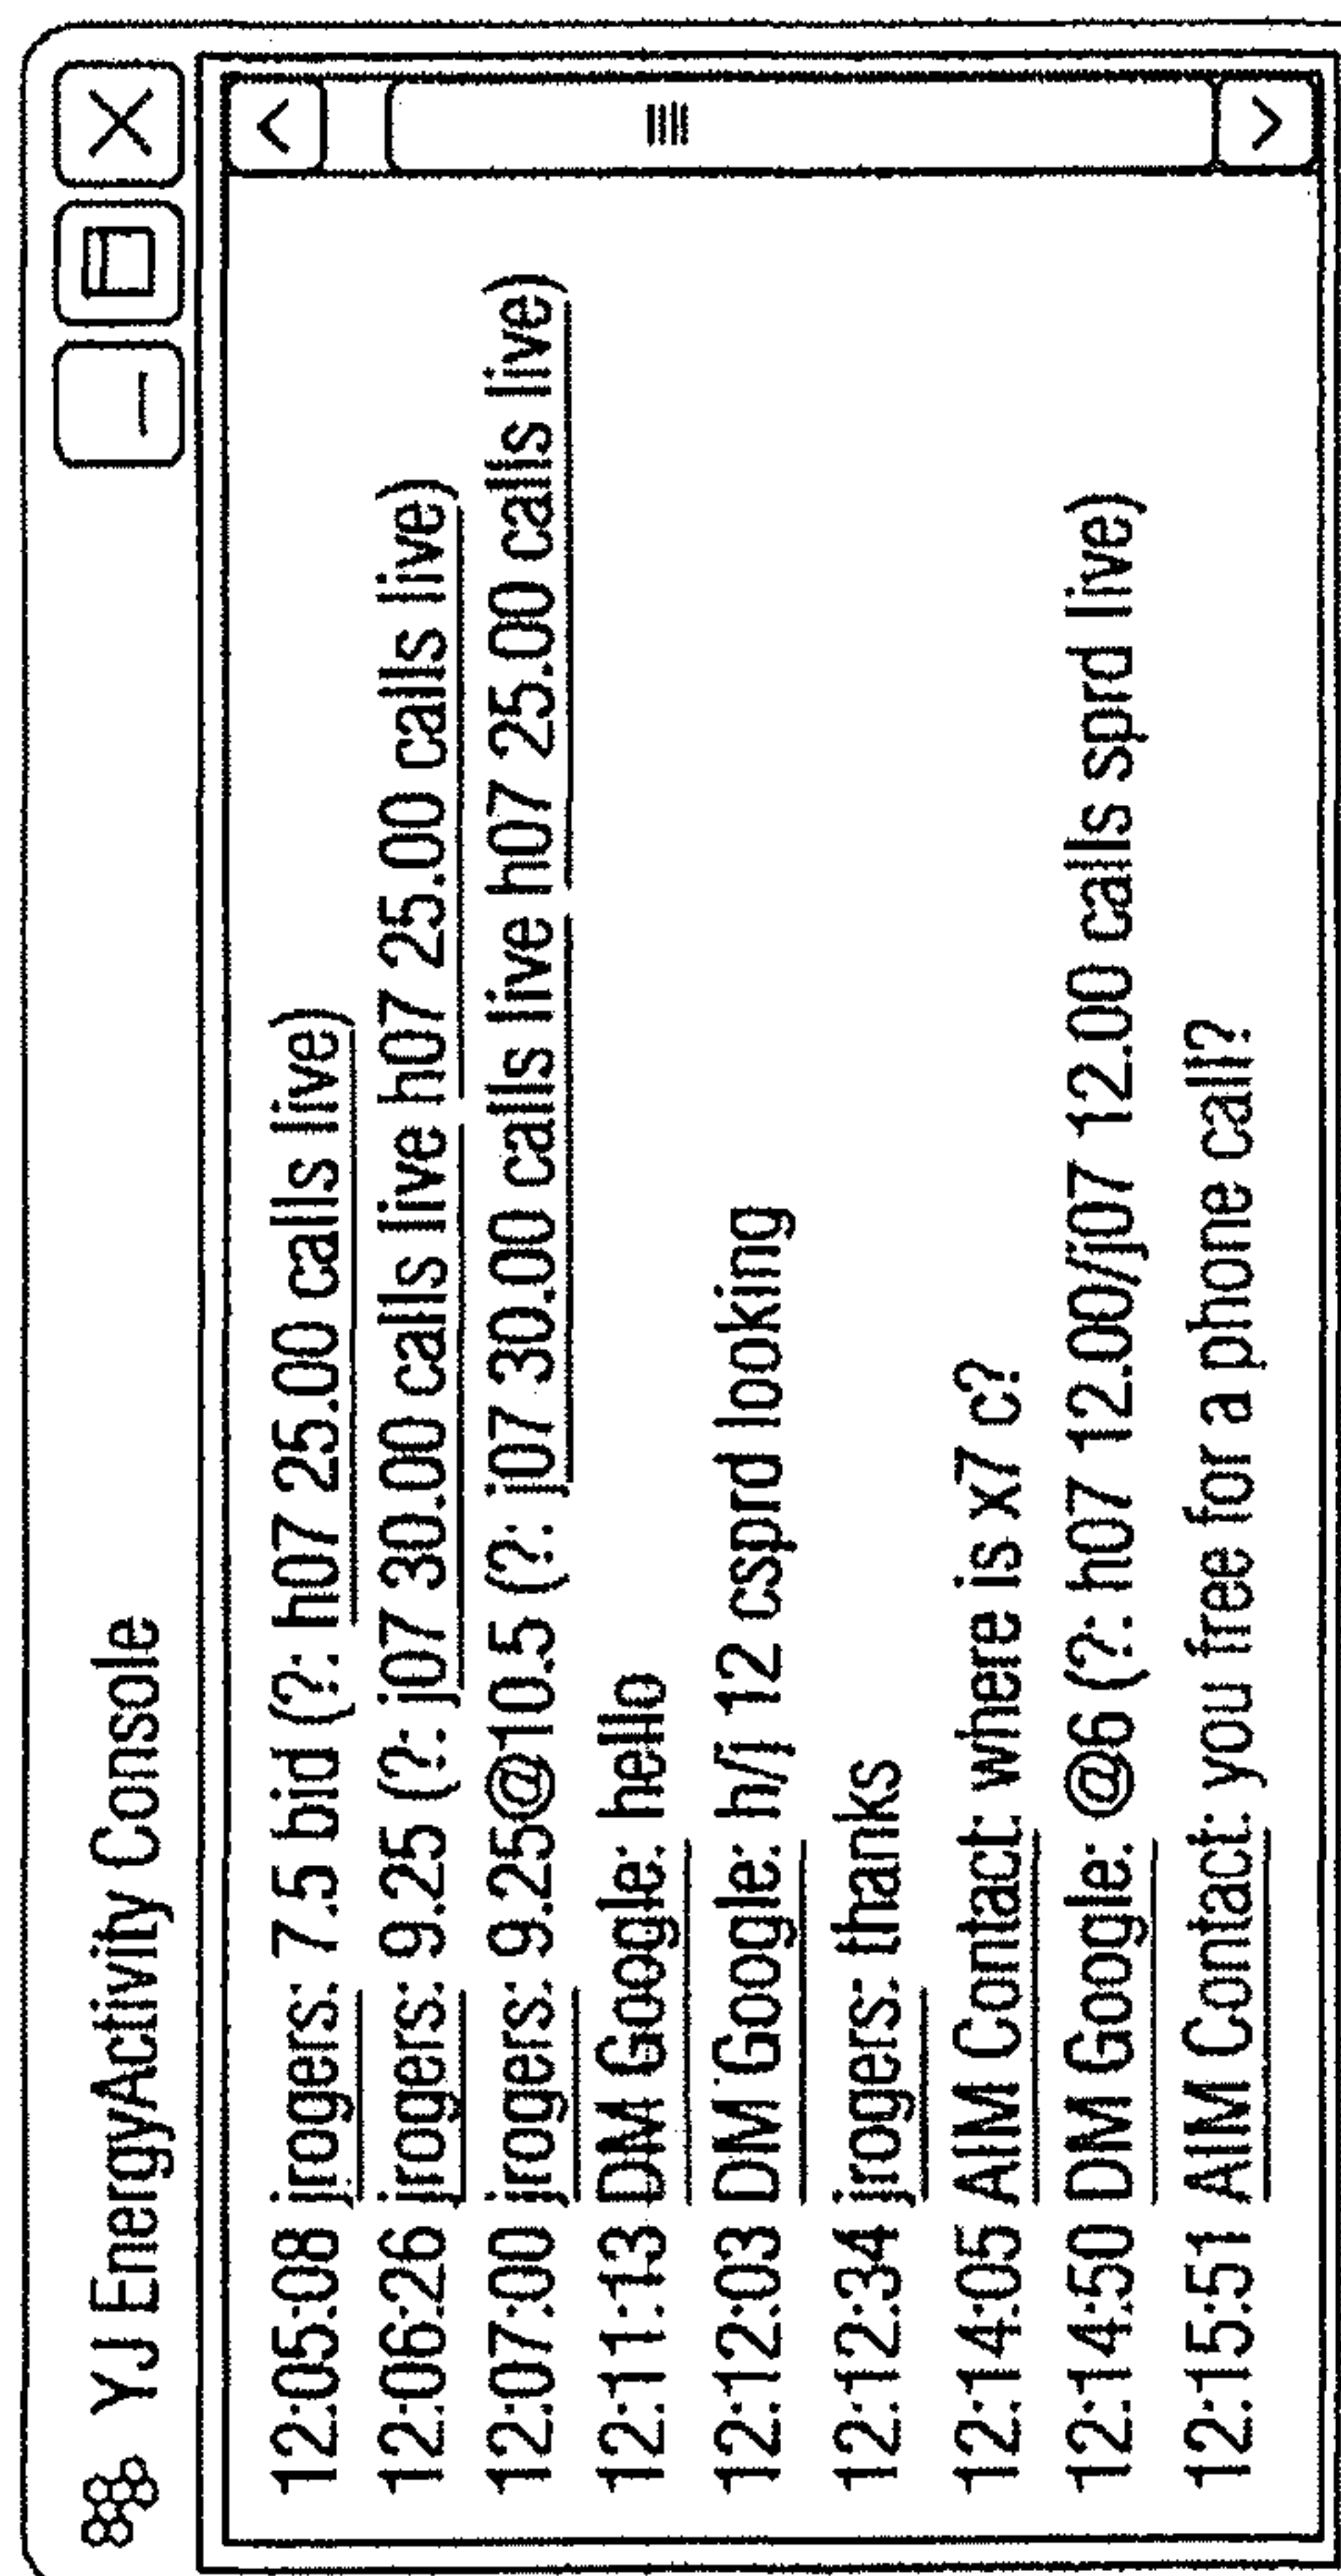 YJ EnergyActivity Console
12:05:08 jrogers: 7.5 bid (?: h07 25.00 calls live)
12:06:26 jrogers: 9.25 (?: j07 30.00 calls live h07 25.00 calls live)
12:07:00 jrogers: 9.25@10.5 (?: j07 30.00 calls live h07 25.00 calls live)
12:11:13 DM Google: hello
12:12:03 DM Google: h/j 12 csprd looking
12:12:34 jrogers: thanks
12:14:05 AIM Contact: where is x7 c?
12:14:50 DM Google: @6 (?: h07 12.00/j07 12.00 calls sprd live)
12:15:51 AIM Contact: you free for a phone call?